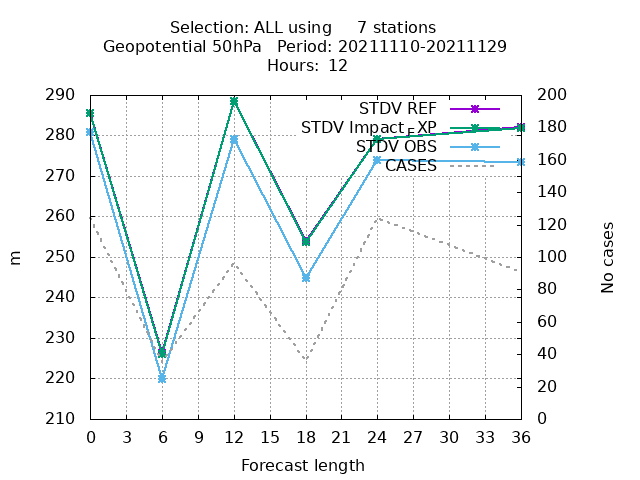 Selection: ALL using     7 stations
Geopotential 50hPa   Period: 20211110-20211129
Hours:  12
290
280
270
260
250
240
230
220
210
m
200
180
160
140
120
100
80
60
40
20
0
No cases
STDV REF
STDV Impact_XP
STDV OBS
CASES
0 3 6 9 12 15 18 21 24 27 30 33 36
Forecast length